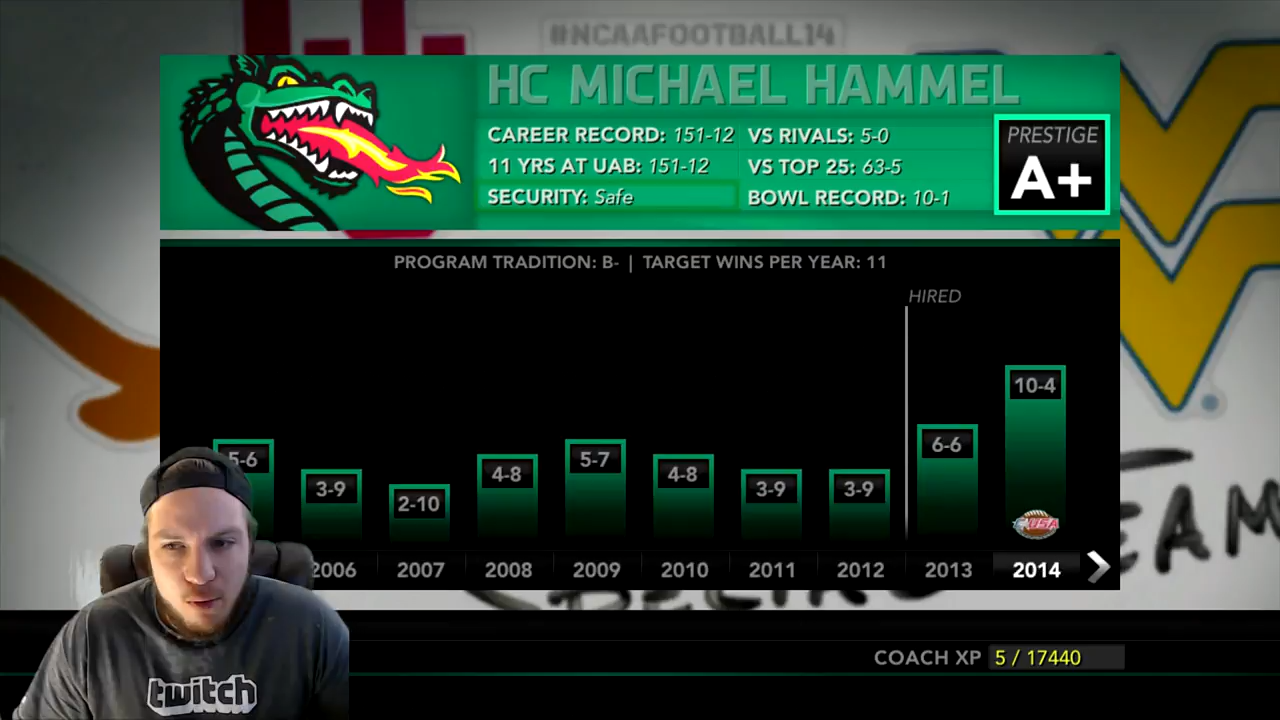 #NCAAFOOTBALL14
HC MICHAEL HAMMEL
CAREER RECORD: 151-12 VS RIVALS: 5-0
11 YRS AT UAB: 151-12 VS TOP 25: 63-5
SECURITY: Safe BOWL RECORD: 10-1
PRESTIGE
A+
PROGRAM TRADITION: B- | TARGET WINS PER YEAR: 11
HIRED
10-4
6-6
5-6 5-7
4-8 4-8
3-9 3-9 3-9
2-10
USA
2006 2007 2008 2009 2010 2011 2012 2013 2014
COACH XP 5 / 17440
twitch